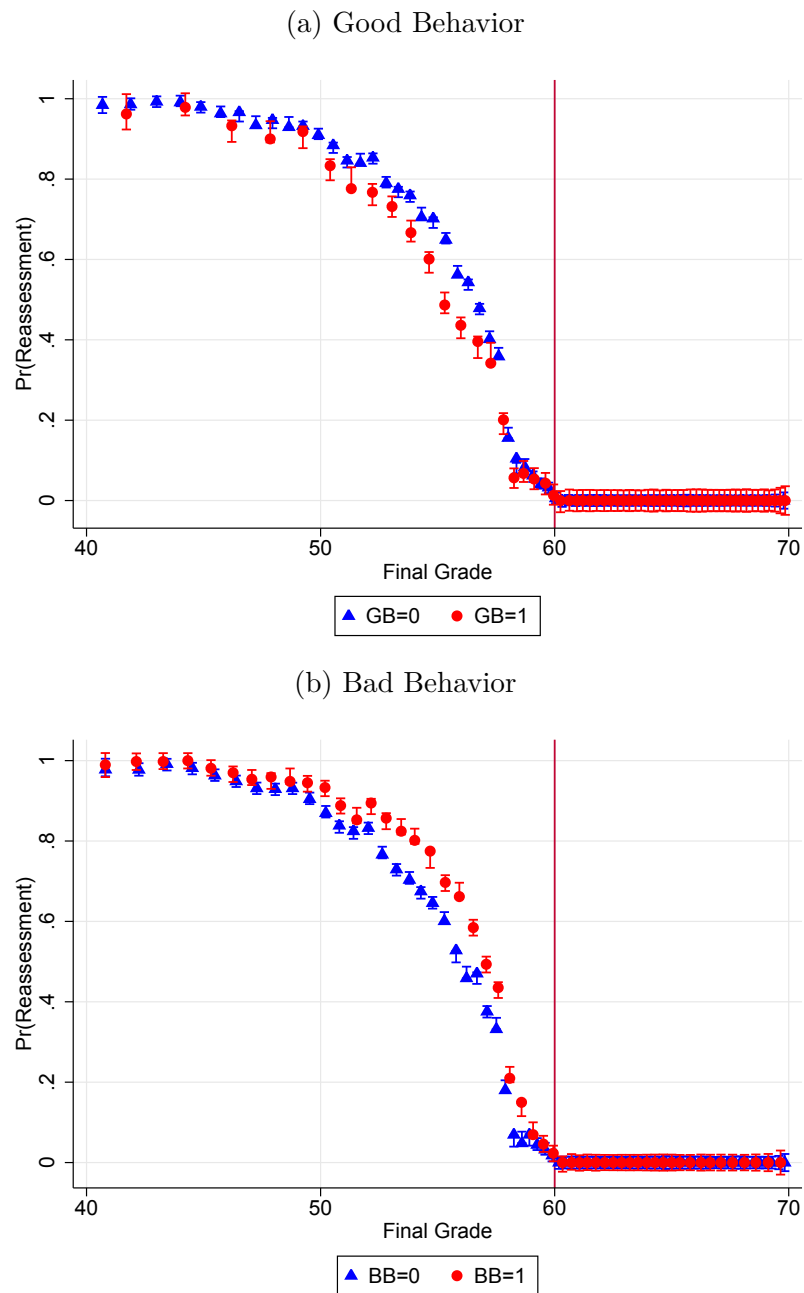 (a) Good Behavior
Pr(Reassessment)
1
.8
.6
.4
.2
0
40 50 60 70
Final Grade
GB=0 GB=1
(b) Bad Behavior
Pr(Reassessment)
1
.8
.6
.4
.2
0
40 50 60 70
Final Grade
BB=0 BB=1